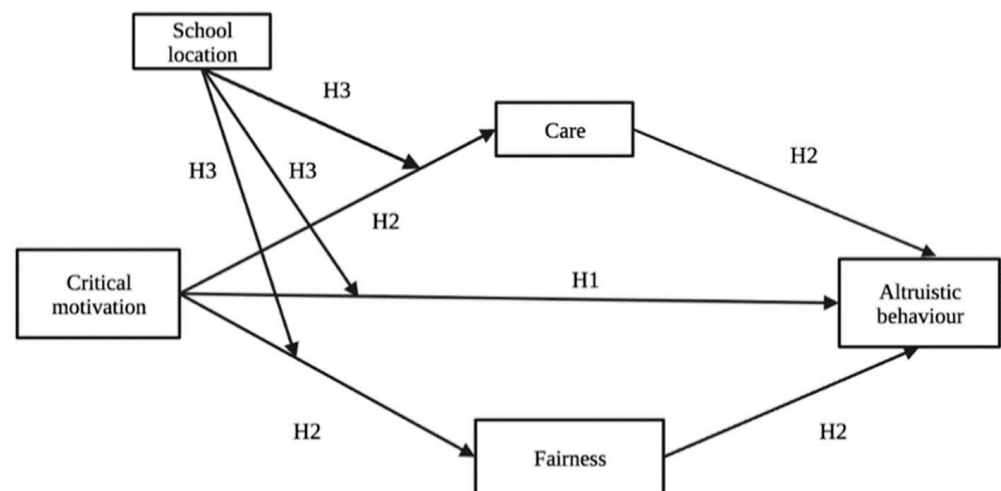 School
location
H3
Care
H2
H3
H3
H2
Critical
motivation
H1
Altruistic
behaviour
H2
H2
Fairness